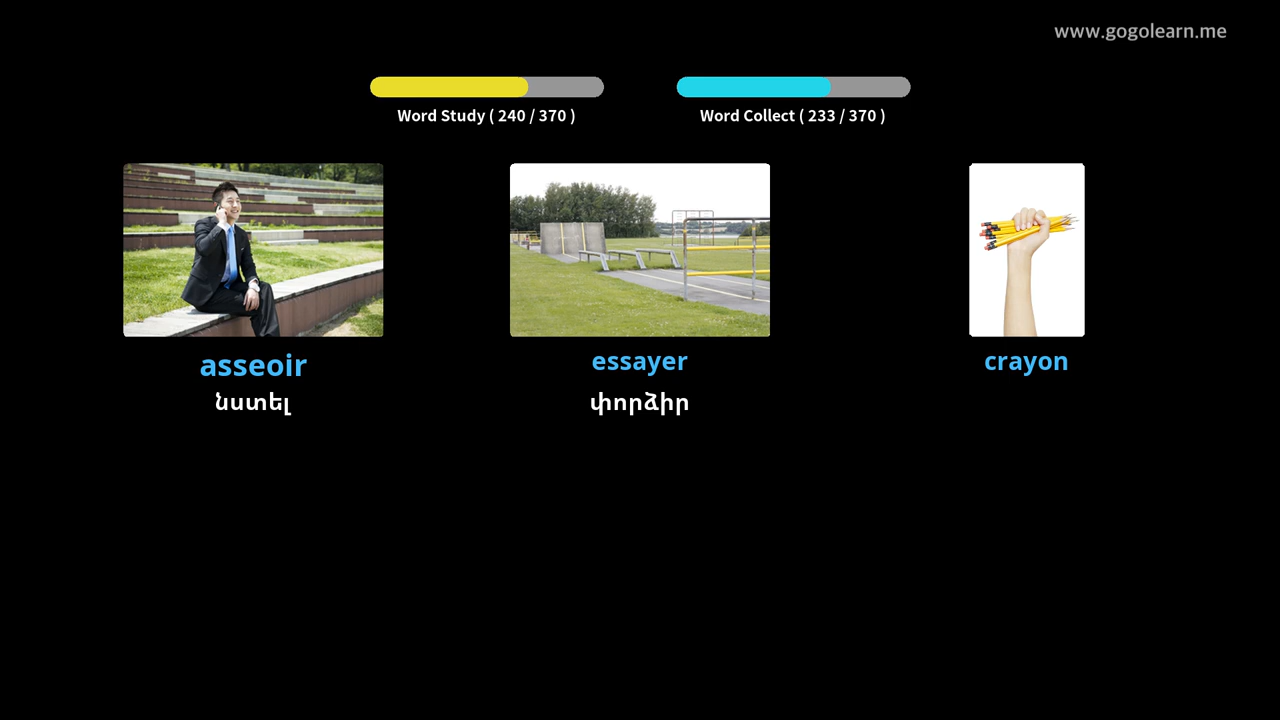 www.gogolearn.me
Word Study ( 240 / 370 )
Word Collect ( 233 / 370 )
asseoir
essayer
crayon
նստել
փորձիր